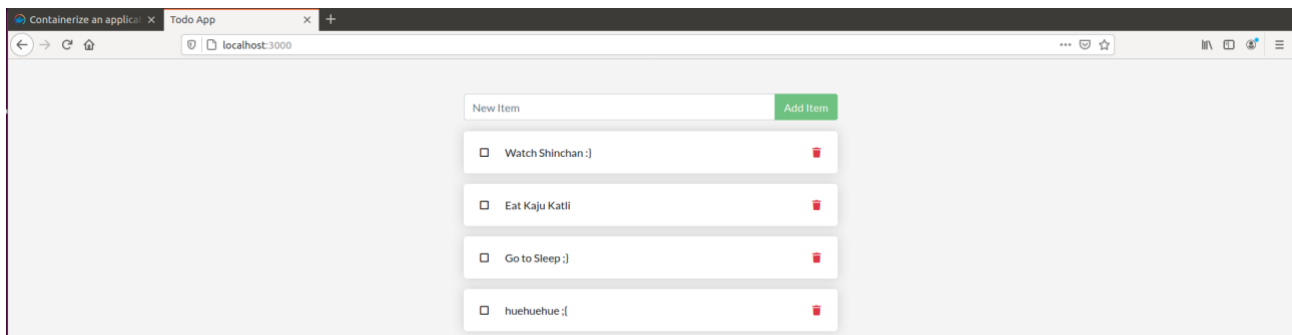 Containerize an applicat
Todo App
localhost:3000
New Item
Add Item
Watch Shinchan :}
Eat Kaju Katli
Go to Sleep ;}
huehuehue ;{